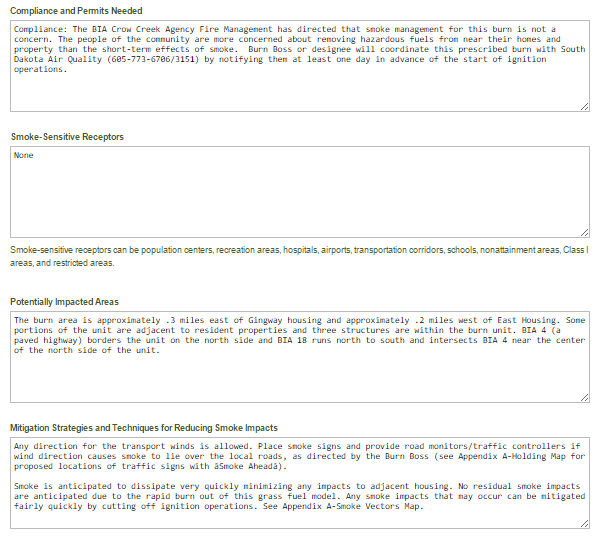 Compliance and Permits Needed
Compliance: The BIA Crow Creek Agency Fire Management has directed that smoke management for this burn is not a
concern. The people of the community are more concerned about removing hazardous fuels from near their homes and
property than the short-term effects of smoke.  Burn Boss or designee will coordinate this prescribed burn with South
Dakota Air Quality (605-773-6706/3151) by notifying them at least one day in advance of the start of ignition
operations.
Smoke-Sensitive Receptors
None
Smoke-sensitive receptors can be population centers, recreation areas, hospitals, airports, transportation corridors, schools, nonattainment areas, Class I
areas, and restricted areas.
Potentially Impacted Areas
The burn area is approximately .3 miles east of Gingway housing and approximately .2 miles west of East Housing. Some
portions of the unit are adjacent to resident properties and three structures are within the burn unit. BIA 4 (a
paved highway) borders the unit on the north side and BIA 18 runs north to south and intersects BIA 4 near the center
of the north side of the unit.
Mitigation Strategies and Techniques for Reducing Smoke Impacts
Any direction for the transport winds is allowed. Place smoke signs and provide road monitors/traffic controllers if
wind direction causes smoke to lie over the local roads, as directed by the Burn Boss (see Appendix A-Holding Map for
proposed locations of traffic signs with âSmoke Aheadâ).
Smoke is anticipated to dissipate very quickly minimizing any impacts to adjacent housing. No residual smoke impacts
are anticipated due to the rapid burn out of this grass fuel model. Any smoke impacts that may occur can be mitigated
fairly quickly by cutting off ignition operations. See Appendix A-Smoke Vectors Map.